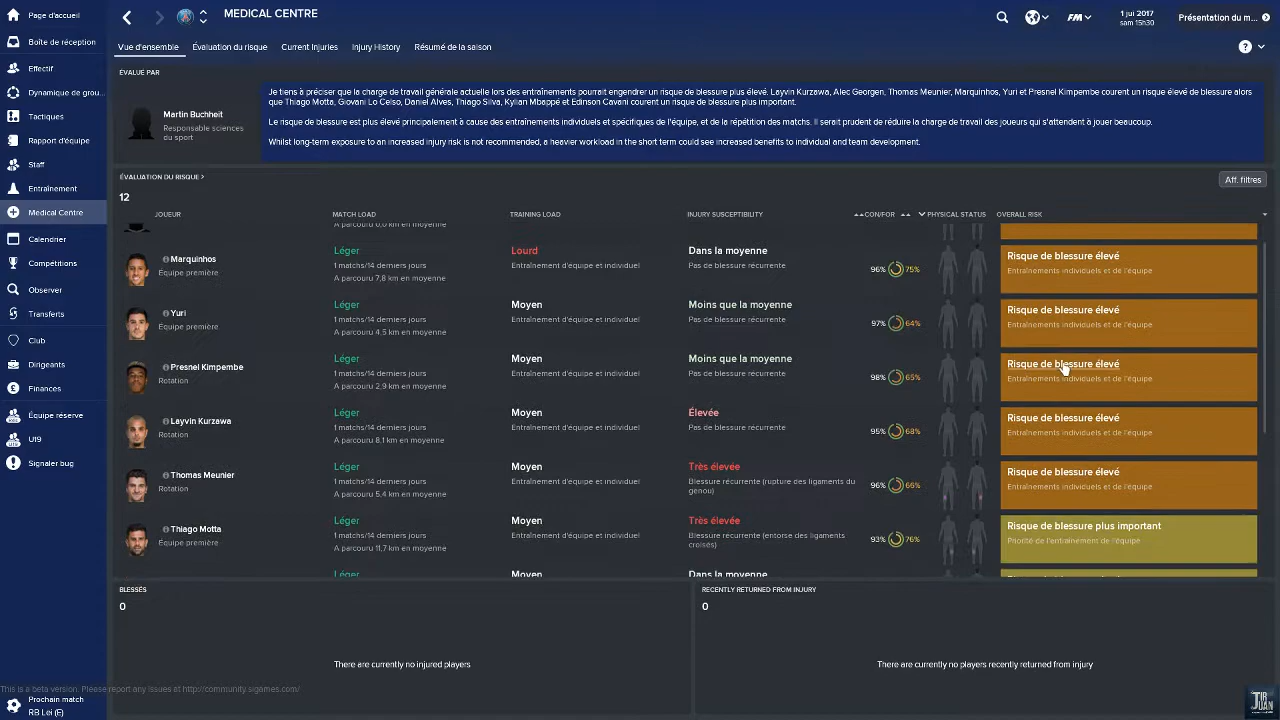 Page d'accueil
MEDICAL CENTRE
FM
1 jui 2017
sam 15h30
Présentation du m...
Boîte de réception
Effectif
Dynamique de grou...
Tactiques
Rapport d'équipe
Staff
Entraînement
Medical Centre
Calendrier
Compétitions
Observer
Transferts
Club
Dirigeants
Finances
Équipe réserve
U19
Signaler bug
Prochain match
RB Lei (E)
Vue d'ensemble
Évaluation du risque
Current Injuries
Injury History
Résumé de la saison
?
ÉVALUÉ PAR
Martin Buchheit
Responsable sciences
du sport
Je tiens à préciser que la charge de travail générale actuelle lors des entraînements pourrait engendrer un risque de blessure plus élevé. Layvin Kurzawa, Alec Georgen, Thomas Meunier, Marquinhos, Yuri et Presnel Kimpembe courent un risque élevé de blessure alors
que Thiago Motta, Giovani Lo Celso, Daniel Alves, Thiago Silva, Kylian Mbappé et Edinson Cavani courent un risque de blessure plus important.
Le risque de blessure est plus élevé principalement à cause des entraînements individuels et spécifiques de l'équipe, et de la répétition des matchs. Il serait prudent de réduire la charge de travail des joueurs qui s'attendent à jouer beaucoup.
Whilst long-term exposure to an increased injury risk is not recommended, a heavier workload in the short term could see increased benefits to individual and team development.
ÉVALUATION DU RISQUE >
Aff. filtres
12
JOUEUR MATCH LOAD TRAINING LOAD INJURY SUSCEPTIBILITY CON/FOR PHYSICAL STATUS OVERALL RISK
A parcouru 0,0 km en moyenne
Marquinhos
Équipe première
Léger
1 matchs/14 derniers jours
A parcouru 7,8 km en moyenne
Lourd
Entraînement d'équipe et individuel
Dans la moyenne
Pas de blessure récurrente
96% 75%
Risque de blessure élevé
Entraînements individuels et de l'équipe
Yuri
Équipe première
Léger
1 matchs/14 derniers jours
A parcouru 4,5 km en moyenne
Moyen
Entraînement d'équipe et individuel
Moins que la moyenne
Pas de blessure récurrente
97% 64%
Risque de blessure élevé
Entraînements individuels et de l'équipe
Presnel Kimpembe
Rotation
Léger
1 matchs/14 derniers jours
A parcouru 2,9 km en moyenne
Moyen
Entraînement d'équipe et individuel
Moins que la moyenne
Pas de blessure récurrente
98% 65%
Risque de blessure élevé
Entraînements individuels et de l'équipe
Layvin Kurzawa
Rotation
Léger
1 matchs/14 derniers jours
A parcouru 8,1 km en moyenne
Moyen
Entraînement d'équipe et individuel
Élevée
Pas de blessure récurrente
95% 68%
Risque de blessure élevé
Entraînements individuels et de l'équipe
Thomas Meunier
Rotation
Léger
1 matchs/14 derniers jours
A parcouru 5,4 km en moyenne
Moyen
Entraînement d'équipe et individuel
Très élevée
Blessure récurrente (rupture des ligaments du
genou)
96% 66%
Risque de blessure élevé
Entraînements individuels et de l'équipe
Thiago Motta
Équipe première
Léger
1 matchs/14 derniers jours
A parcouru 11,7 km en moyenne
Moyen
Entraînement d'équipe et individuel
Très élevée
Blessure récurrente (entorse des ligaments
croisés)
93% 76%
Risque de blessure plus important
Priorité de l'entraînement de l'équipe
Léger Moyen Dans la moyenne
BLESSÉS
0
There are currently no injured players
RECENTLY RETURNED FROM INJURY
0
There are currently no players recently returned from injury
This is a beta version. Please report any issues at http://community.sigames.com/